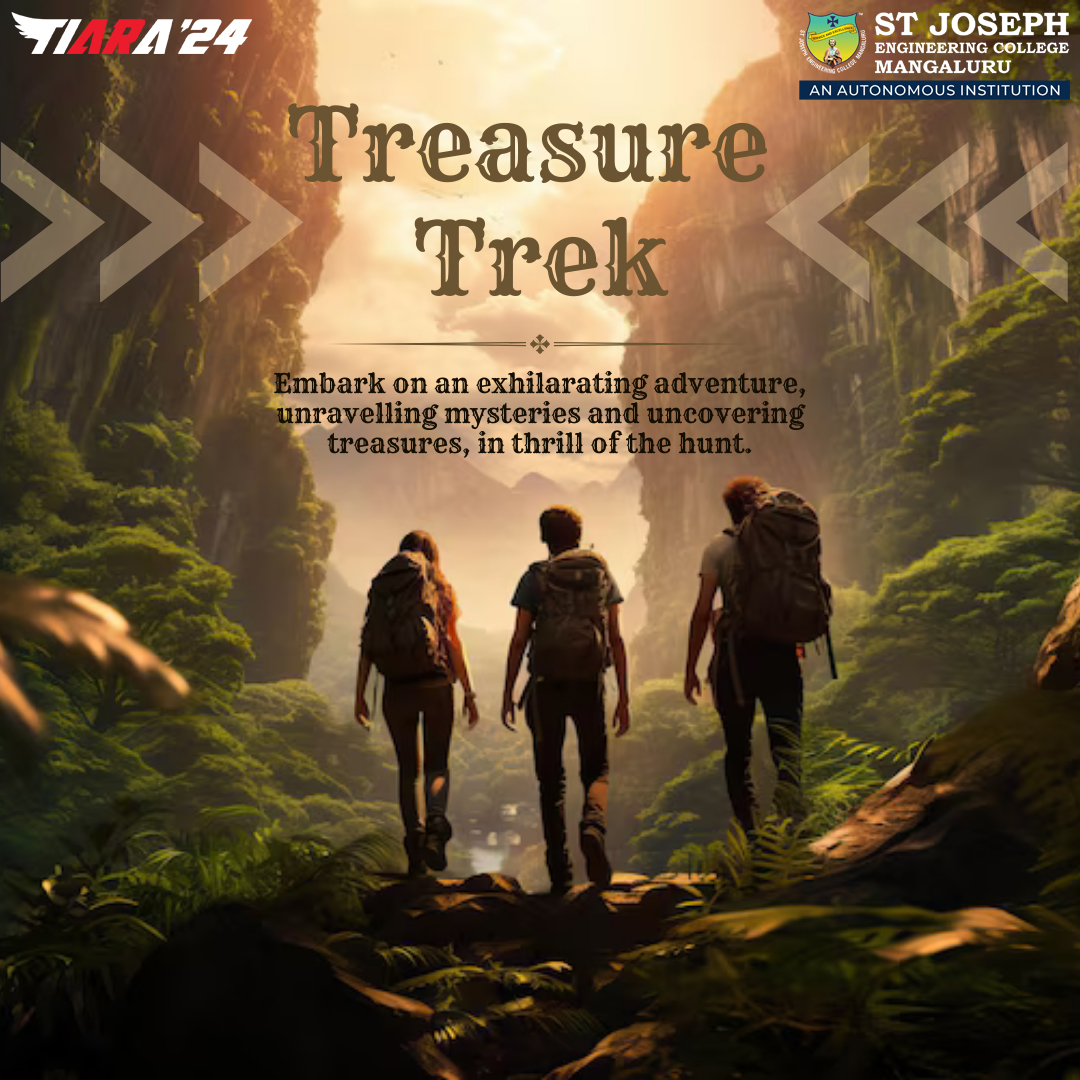 TIARA '24
ST JOSEPH
ENGINEERING COLLEGE
MANGALURU
AN AUTONOMOUS INSTITUTION
Treasure
Trek
Embark on an exhilarating adventure,
unravelling mysteries and uncovering
treasures, in thrill of the hunt.